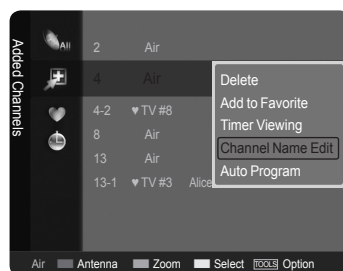 Added Channels
All
2 Air
4 Air
4-2 ♥ TV #8
8 Air
13 Air
13-1 ♥ TV #3 Alice
Delete
Add to Favorite
Timer Viewing
Channel Name Edit
Auto Program
Air Antenna Zoom Select TOOLS Option